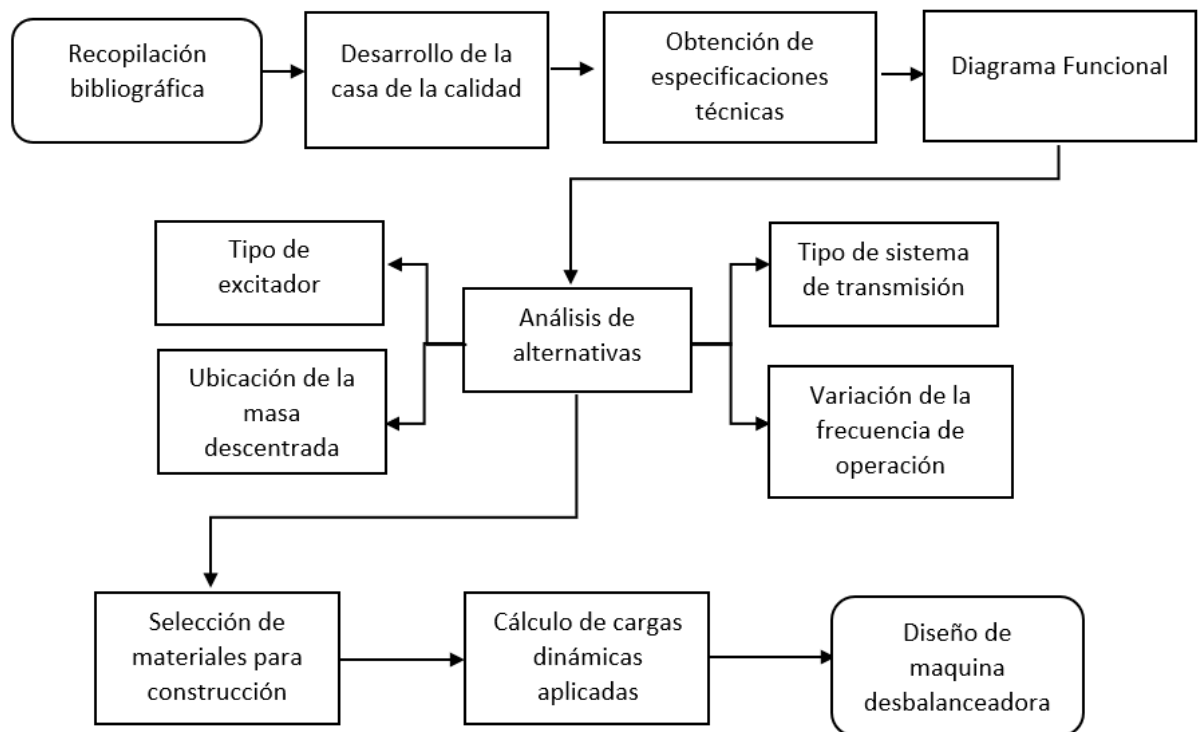 Recopilación
bibliográfica
Desarrollo de la
casa de la calidad
Obtención de
especificaciones
técnicas
Diagrama Funcional
Tipo de
excitador
Ubicación de la
masa
descentrada
Análisis de
alternativas
Tipo de sistema
de transmisión
Variación de la
frecuencia de
operación
Selección de
materiales para
construcción
Cálculo de cargas
dinámicas
aplicadas
Diseño de
maquina
desbalanceadora